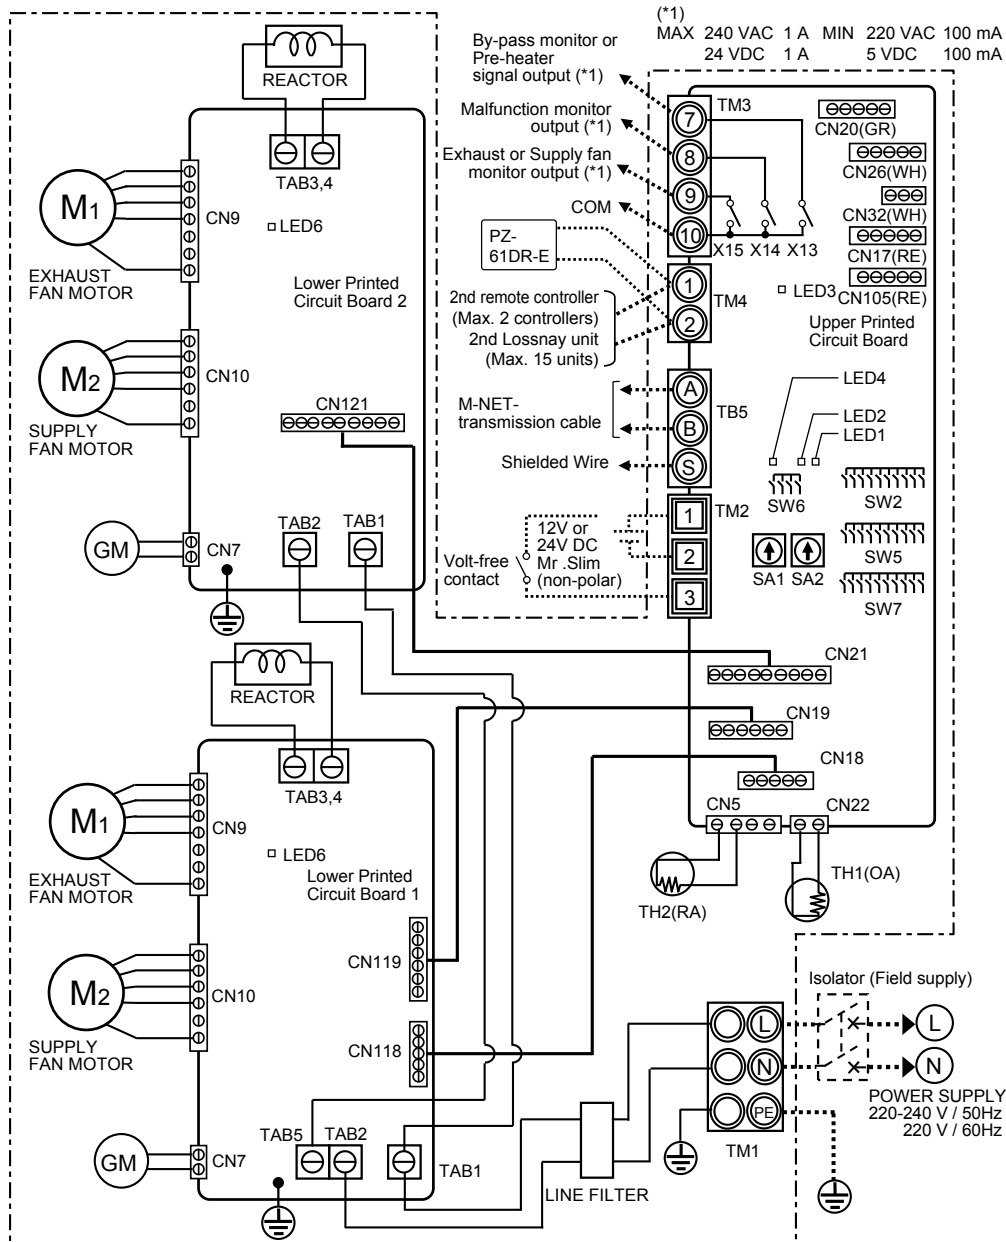 (*1)
MAX 240 VAC 1 A MIN 220 VAC 100 mA
24 VDC 1 A 5 VDC 100 mA
REACTOR
TAB3,4
M1
CN9
LED6
EXHAUST
FAN MOTOR
Lower Printed
Circuit Board 2
M2
CN10
SUPPLY
FAN MOTOR
CN121
GM
CN7
TAB2
TAB1
By-pass monitor or
Pre-heater
signal output (*1)
Malfunction monitor
output (*1)
Exhaust or Supply fan
monitor output (*1)
COM
PZ-
61DR-E
2nd remote controller
(Max. 2 controllers)
2nd Lossnay unit
(Max. 15 units)
M-NET-
transmission cable
Shielded Wire
Volt-free
contact
12V or
24V DC
Mr .Slim
(non-polar)
TM3
7
8
9
10
X15 X14 X13
TM4
1
2
TB5
A
B
S
TM2
1
2
3
CN20(GR)
CN26(WH)
CN32(WH)
CN17(RE)
CN105(RE)
LED3
Upper Printed
Circuit Board
LED4
LED2
LED1
SW6
SW2
SA1 SA2
SW5
SW7
CN21
CN19
CN18
CN5
CN22
TH2(RA)
TH1(OA)
REACTOR
TAB3,4
M1
CN9
LED6
EXHAUST
FAN MOTOR
Lower Printed
Circuit Board 1
CN119
M2
CN10
SUPPLY
FAN MOTOR
CN118
GM
CN7
TAB5 TAB2
TAB1
LINE FILTER
L
N
PE
TM1
Isolator (Field supply)
L
N
POWER SUPPLY
220-240 V / 50Hz
220 V / 60Hz